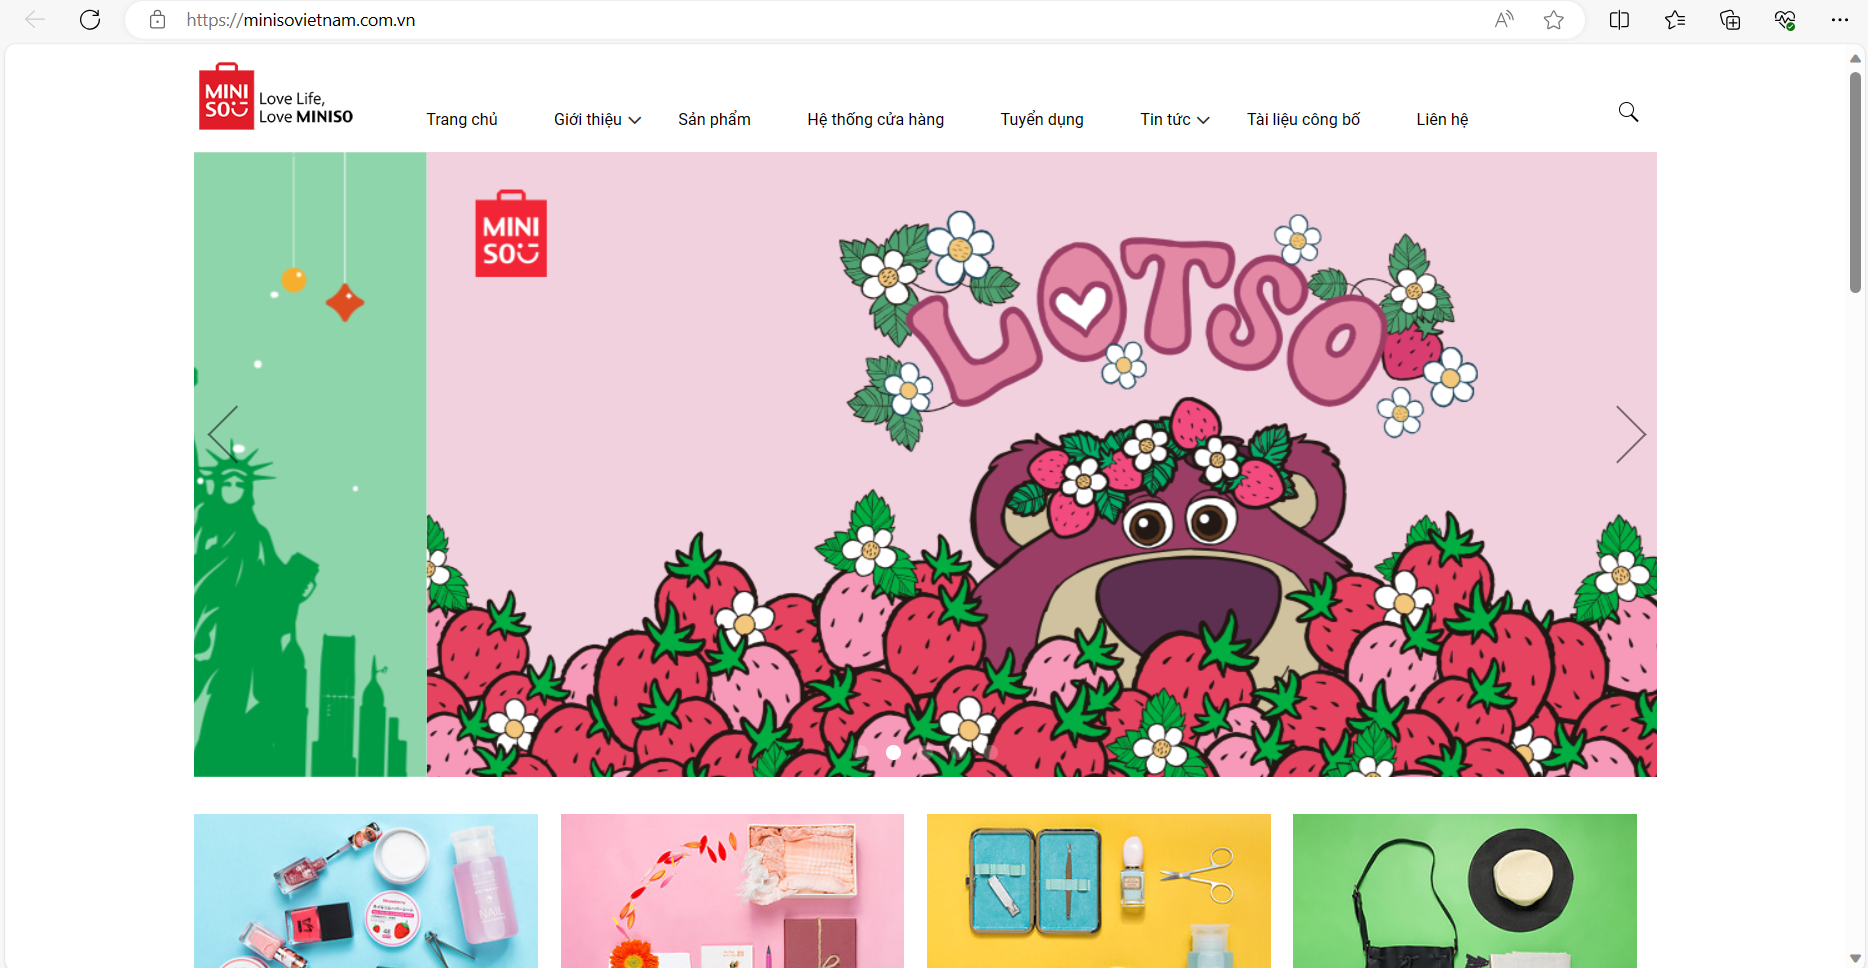 https://minisovietnam.com.vn
MINI
SO
Love Life,
Love MINISO
Trang chủ
Giới thiệu
Sản phẩm
Hệ thống cửa hàng
Tuyển dụng
Tin tức
Tài liệu công bố
Liên hệ
MINI
SO
LOTSO
NAIL